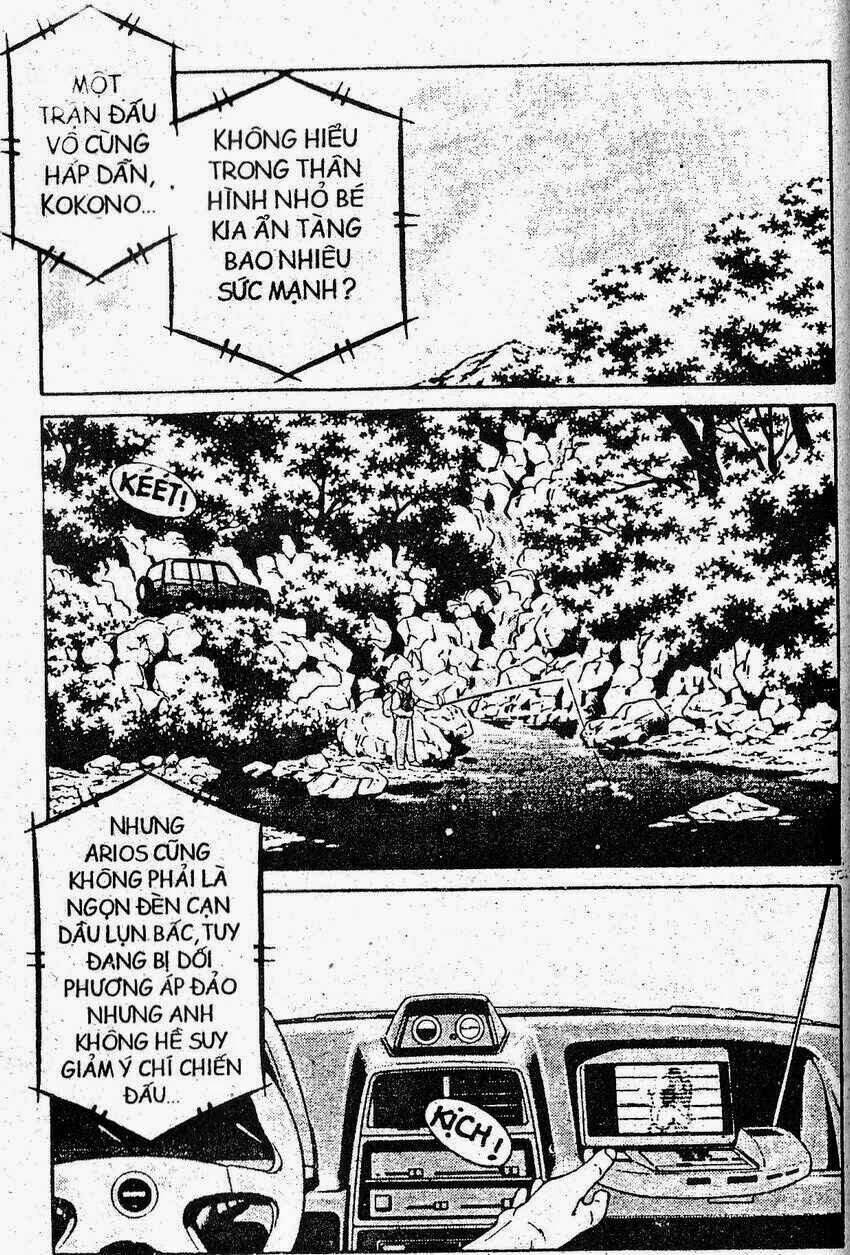 MỘT
TRẬN ĐẤU
VÔ CÙNG
HẤP DẪN,
KOKONO...
KHÔNG HIỂU
TRONG THÂN
HÌNH NHỎ BÉ
KIA ẨN TÀNG
BAO NHIÊU
SỨC MẠNH?
KÉÉT!
NHƯNG
ARIOS CŨNG
KHÔNG PHẢI LÀ
NGỌN ĐÈN CẠN
DẦU LỤN BẤC, TUY
ĐANG BỊ DỐI
PHƯƠNG ÁP ĐẢO
NHƯNG ANH
KHÔNG HỀ SUY
GIẢM Ý CHÍ CHIẾN
ĐẤU...
KỊCH!